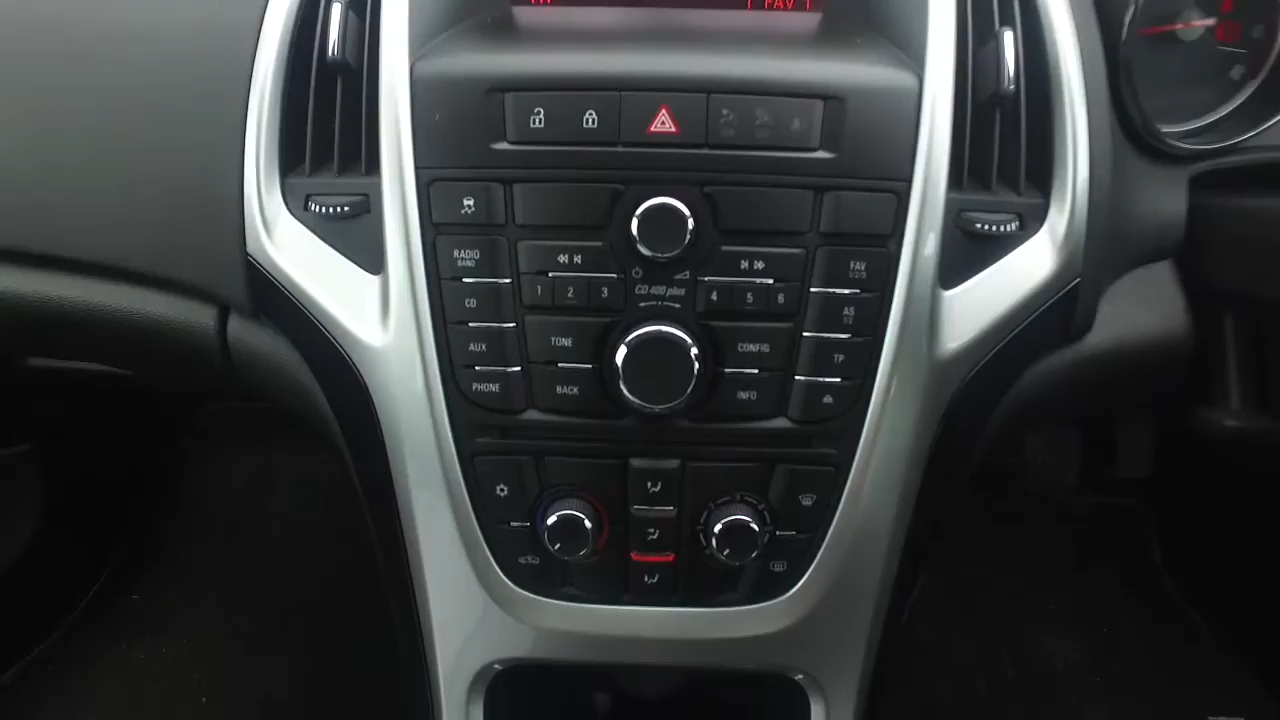 FAV 1
RADIO
BAND
FAV
1/2/3
1 2 3
CD 400 plus
4 5 6
CD
AS
1/2
AUX
TONE
CONFIG
TP
PHONE
BACK
INFO